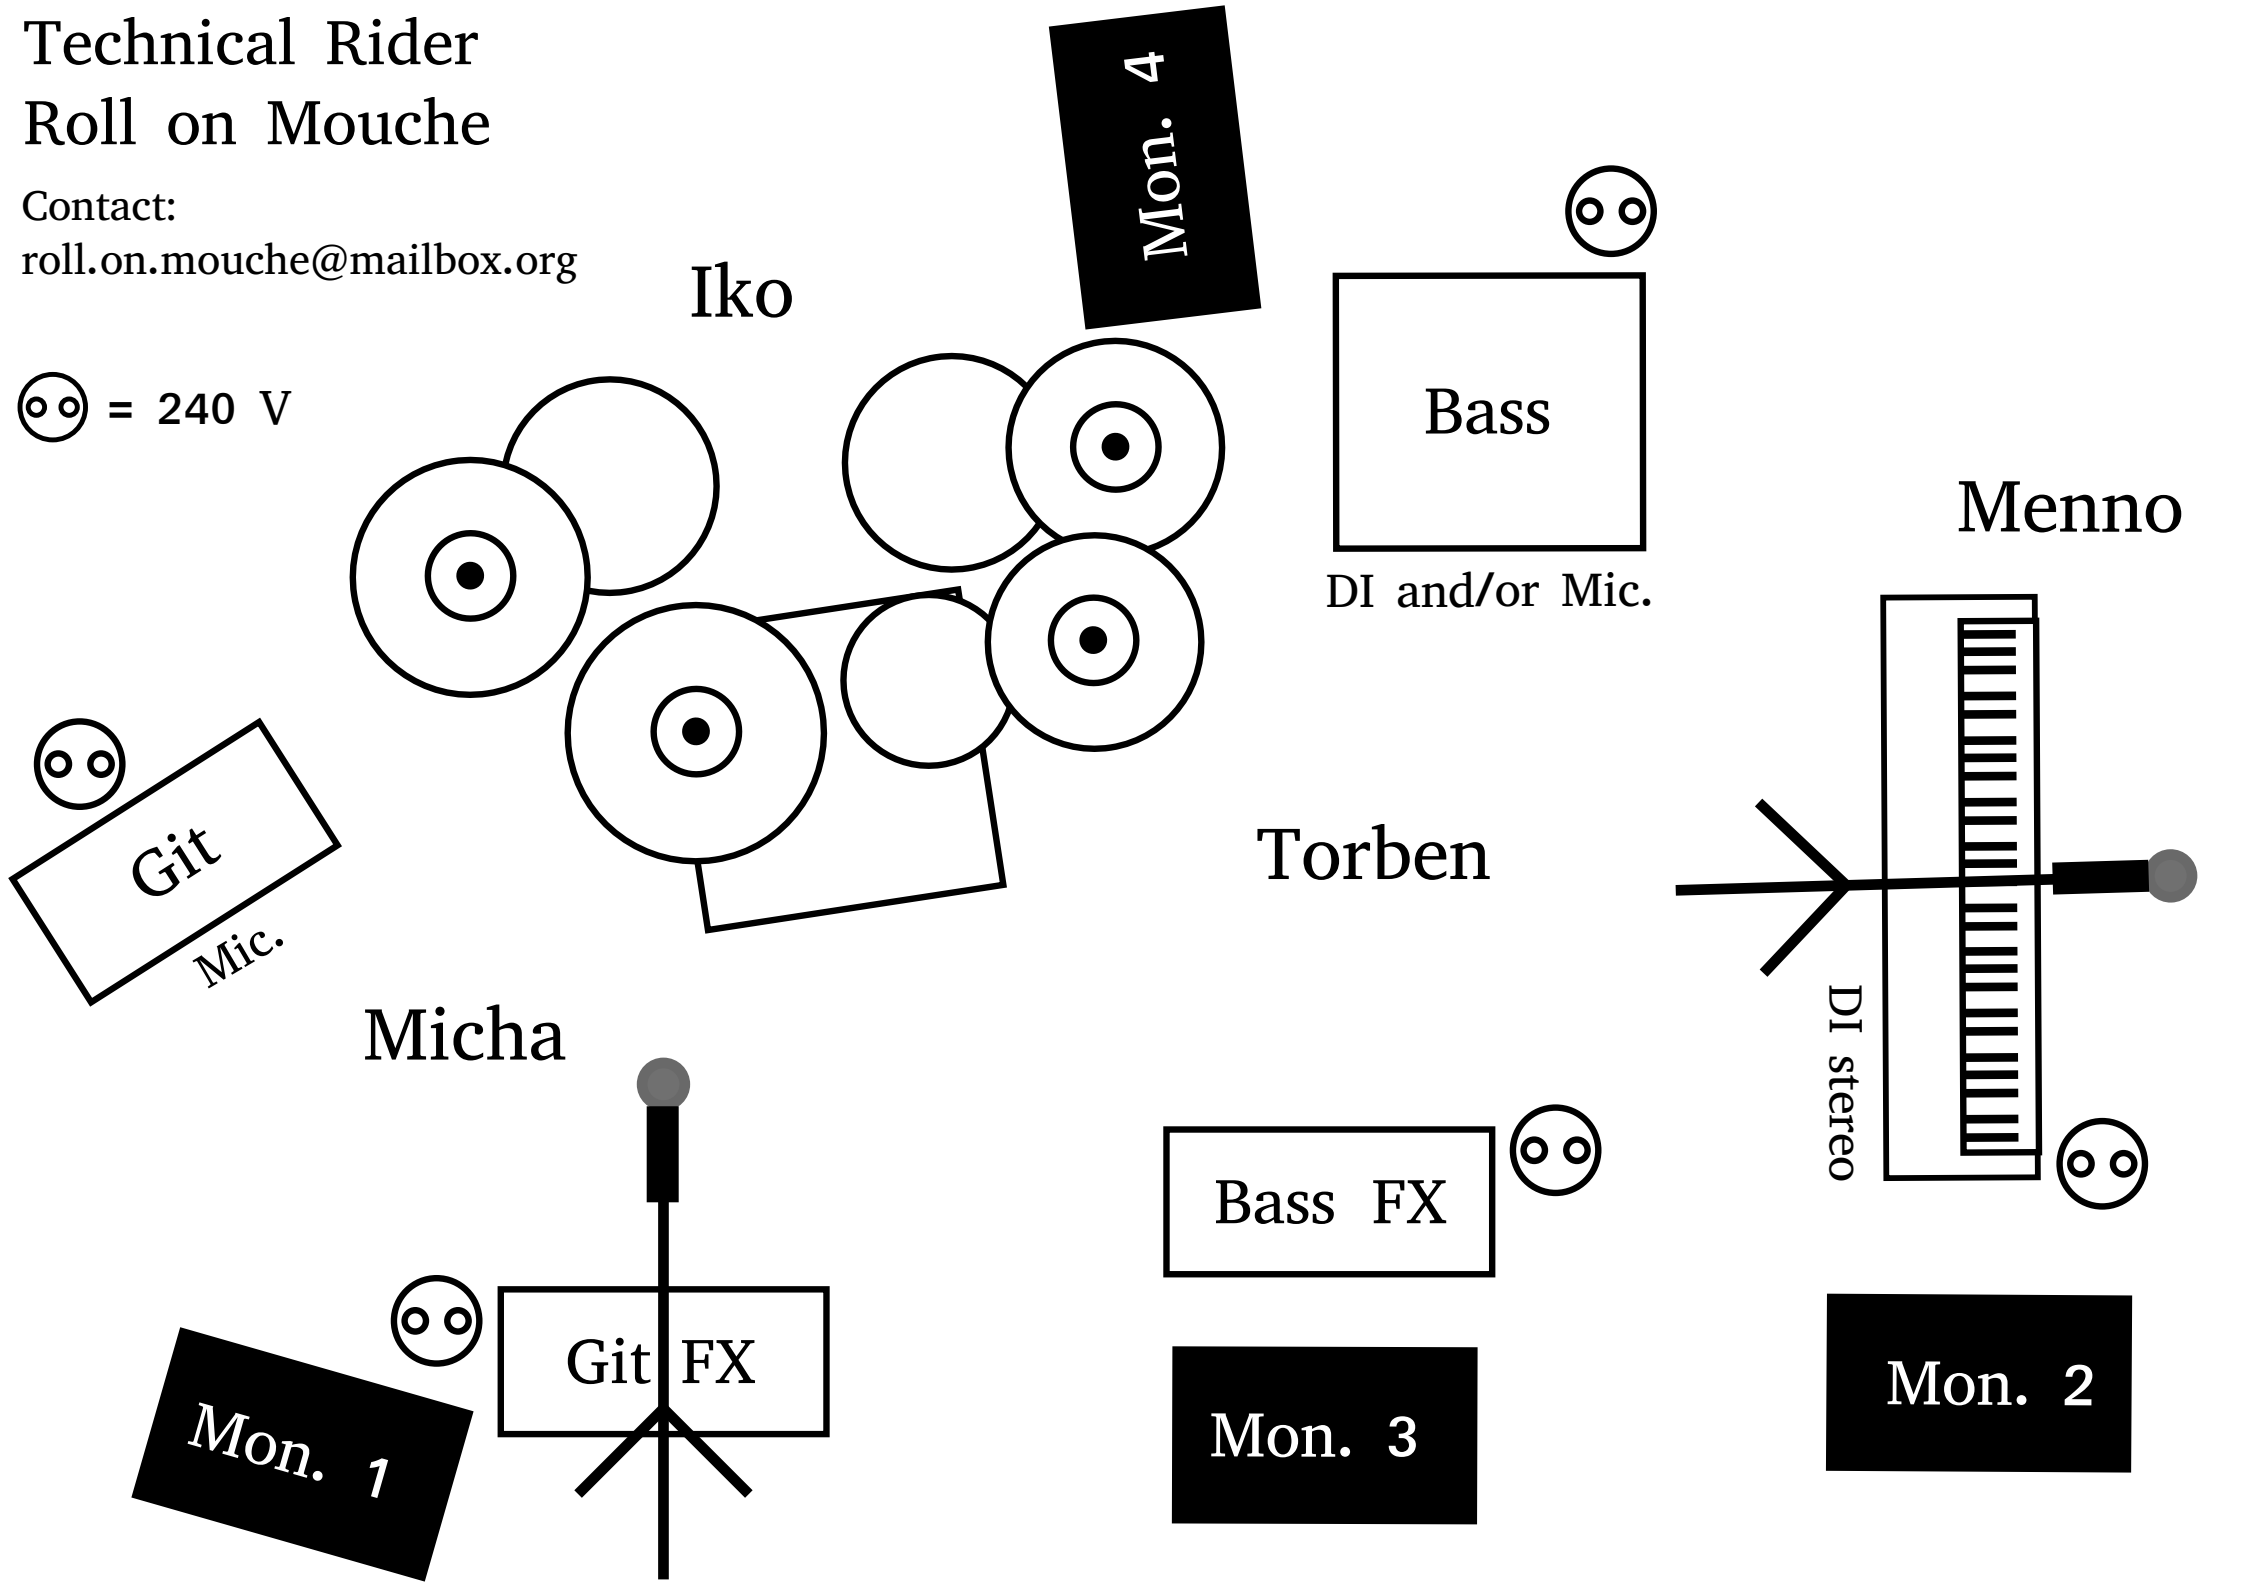 Technical Rider
Roll on Mouche
Contact:
roll.on.mouche@mailbox.org
= 240 V
Iko
Mon. 4
Bass
DI and/or Mic.
Menno
Git
Mic.
Torben
Micha
DI stereo
Bass FX
Git FX
Mon. 1
Mon. 3
Mon. 2